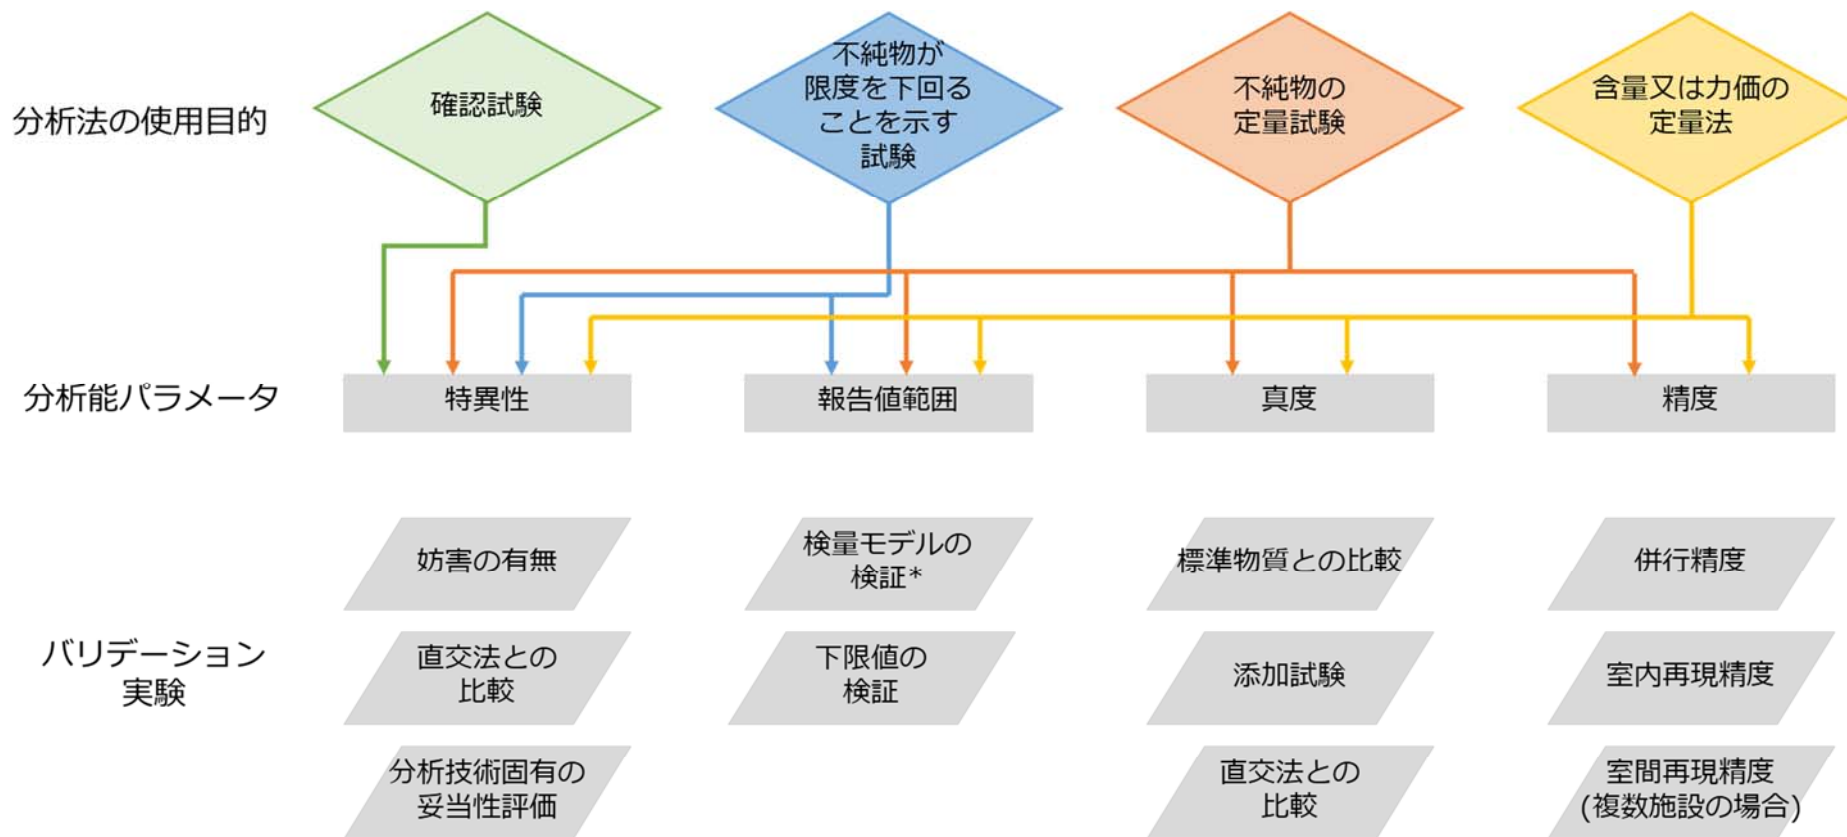 分析法の使用目的
確認試験
不純物が
限度を下回る
ことを示す
試験
不純物の
定量試験
含量又は力価の
定量法
分析能パラメータ
特異性
報告値範囲
真度
精度
バリデーション
実験
妨害の有無
検量モデルの
検証*
標準物質との比較
併行精度
直交法との
比較
下限値の
検証
添加試験
室内再現精度
分析技術固有の
妥当性評価
直交法との
比較
室間再現精度
(複数施設の場合)